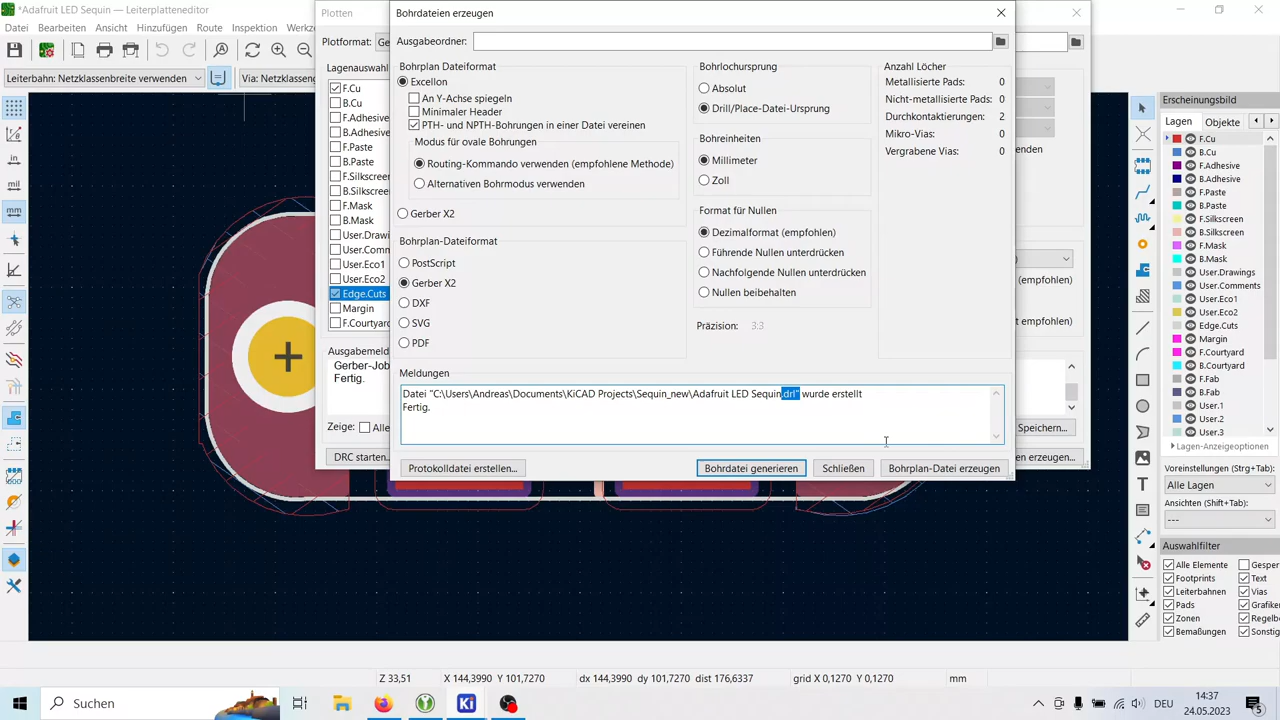 *Adafruit LED Sequin — Leiterplatteneditor
Plotten
Bohrdateien erzeugen
Datei
Bearbeiten
Ansicht
Hinzufügen
Route
Inspektion
Leiterbahn: Netzklassenbreite verwenden
Via: Netzklassen
Plotformat:
Lagenauswahl
F.Cu
B.Cu
F.Adhesive
B.Adhesive
F.Paste
B.Paste
F.Silkscreen
B.Silkscreen
F.Mask
B.Mask
User.Draw
User.Comm
User.Eco1
User.Eco2
Edge.Cuts
Margin
F.Courtyard
Ausgabemeld
Gerber-Job
Fertig.
Zeige:
DRC starten...
Ausgabeordner:
Bohrplan Dateiformat
Excellon
An Y-Achse spiegeln
Minimaler Header
PTH- und NPTH-Bohrungen in einer Datei vereinen
Modus für ovale Bohrungen
Routing-Kommando verwenden (empfohlene Methode)
Alternativen Bohrmodus verwenden
Gerber X2
Bohrplan-Dateiformat
PostScript
Gerber X2
DXF
SVG
PDF
Bohrlochursprung
Absolut
Drill/Place-Datei-Ursprung
Bohreinheiten
Millimeter
Zoll
Format für Nullen
Dezimalformat (empfohlen)
Führende Nullen unterdrücken
Nachfolgende Nullen unterdrücken
Nullen beibehalten
Präzision: 3:3
Anzahl Löcher
Metallisierte Pads: 0
Nicht-metallisierte Pads: 0
Durchkontaktierungen: 2
Mikro-Vias: 0
Vergrabene Vias: 0
Meldungen
Datei "C:\Users\Andreas\Documents\KiCAD Projects\Sequin_new\Adafruit LED Sequin.drl" wurde erstellt
Fertig.
Protokolldatei erstellen...
Bohrdatei generieren
Schließen
Bohrplan-Datei erzeugen
enden
(empfohlen)
t empfohlen)
Speichern...
en erzeugen...
Erscheinungsbild
Lagen
Objekte
F.Cu
B.Cu
F.Adhesive
B.Adhesive
F.Paste
B.Paste
F.Silkscreen
B.Silkscreen
F.Mask
B.Mask
User.Drawings
User.Comments
User.Eco1
User.Eco2
Edge.Cuts
Margin
F.Courtyard
B.Courtyard
F.Fab
B.Fab
User.1
User.2
User.3
Lagenanzeigeoptionen
Voreinstellungen (Strg+Tab):
Alle Lagen
Ansichten (Shift+Tab):
---
Auswahlfilter
Alle Elemente
Gesper
Footprints
Text
Leiterbahnen
Vias
Pads
Grafiken
Zonen
Regelbe
Bemaßungen
Sonstig
Z 33,51
X 144,3990 Y 101,7270
dx 144,3990 dy 101,7270 dist 176,6337
grid X 0,1270 Y 0,1270
mm
Suchen
DEU
14:37
24.05.2023
5